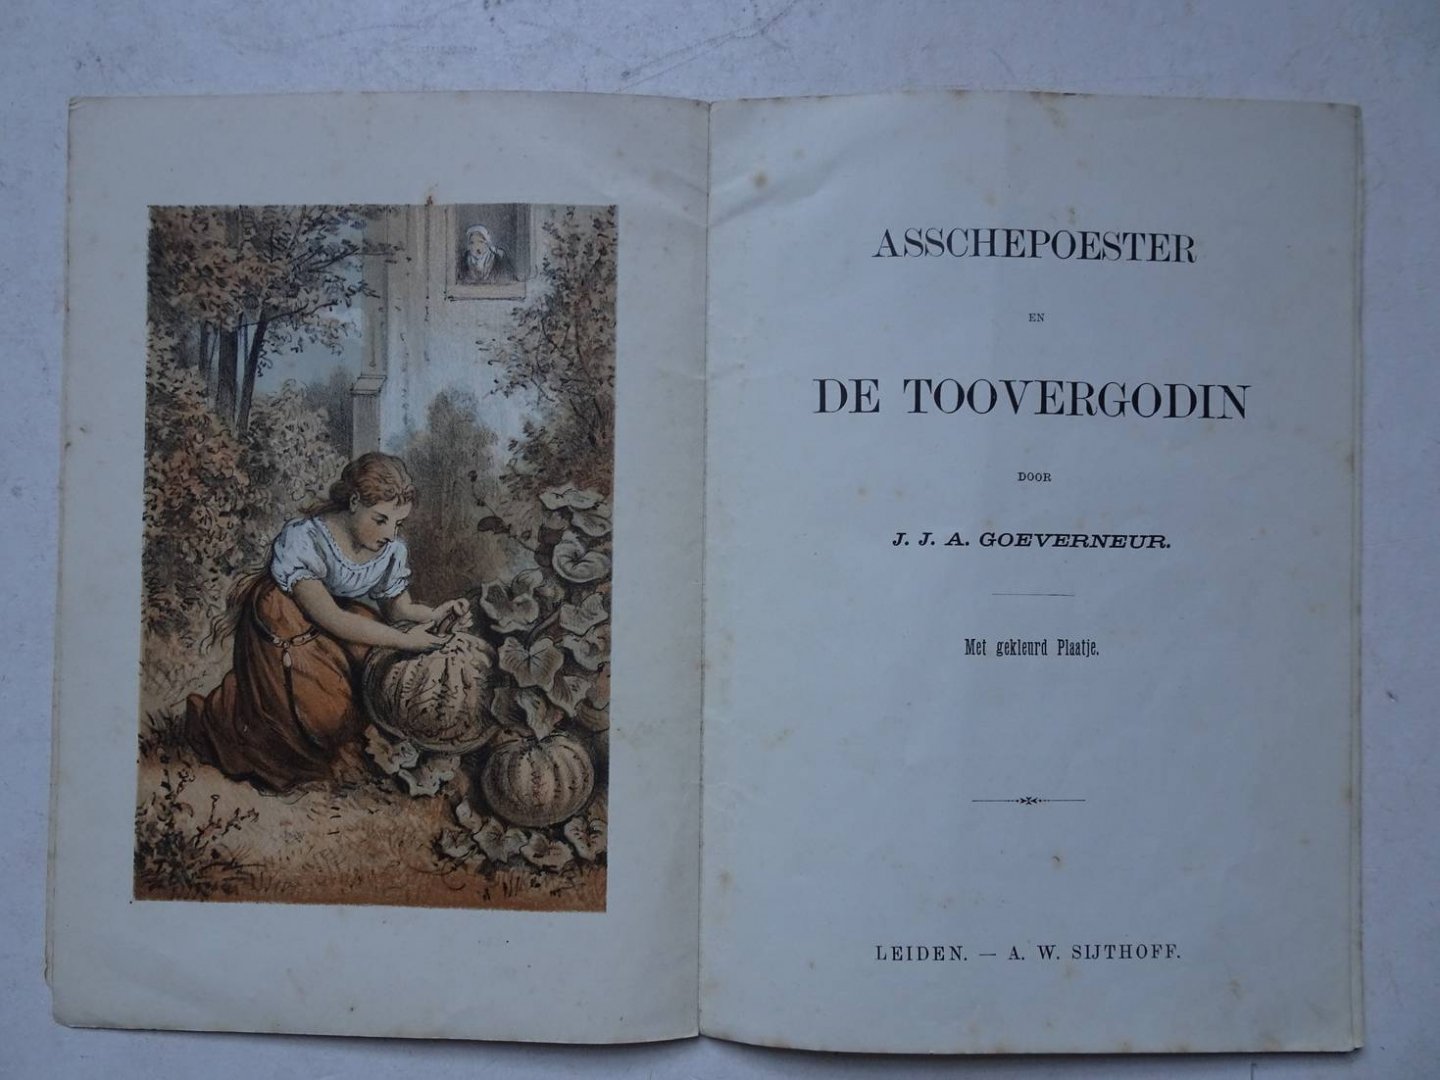 ASSCHEPOESTER
EN
DE TOOVERGODIN
DOOR
J. J. A. GOEVERNEUR.
Met gekleurd Plaatje.
LEIDEN. — A. W. SIJTHOFF.